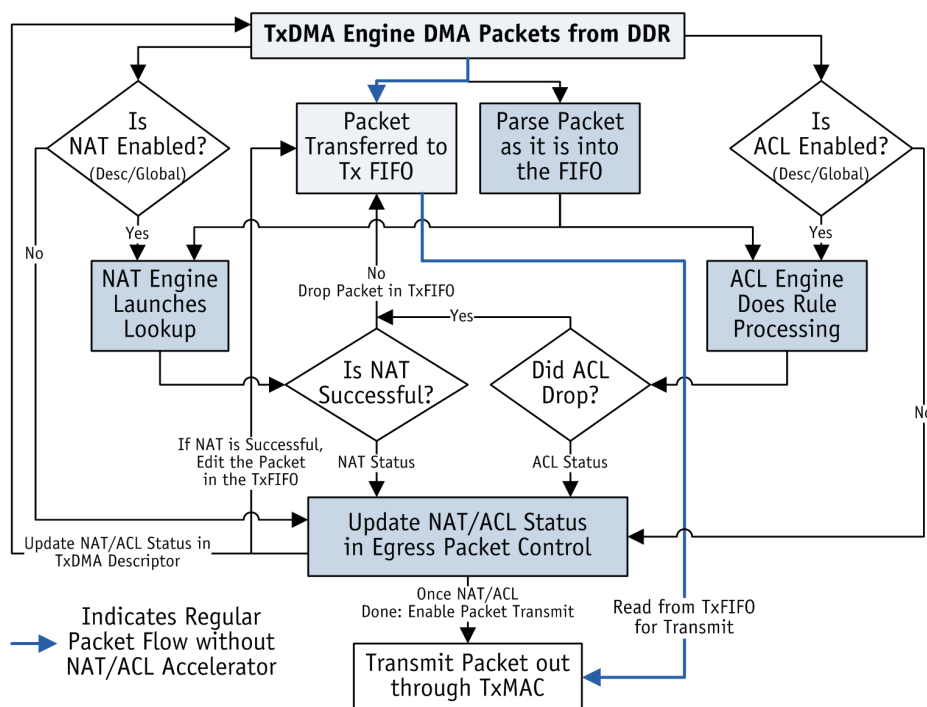 TxDMA Engine DMA Packets from DDR
Is
NAT Enabled?
(Desc/Global)
Packet
Transferred to
Tx FIFO
Parse Packet
as it is into
the FIFO
Is
ACL Enabled?
(Desc/Global)
No
Yes
Yes
No
NAT Engine
Launches
Lookup
No
Drop Packet in TxFIFO
ACL Engine
Does Rule
Processing
Yes
Is NAT
Successful?
Did ACL
Drop?
If NAT is Successful,
Edit the Packet
in the TxFIFO
NAT Status
ACL Status
Update NAT/ACL Status
in Egress Packet Control
Update NAT/ACL Status in
TxDMA Descriptor
Once NAT/ACL
Done: Enable Packet Transmit
Read from TxFIFO
for Transmit
Indicates Regular
Packet Flow without
NAT/ACL Accelerator
Transmit Packet out
through TxMAC